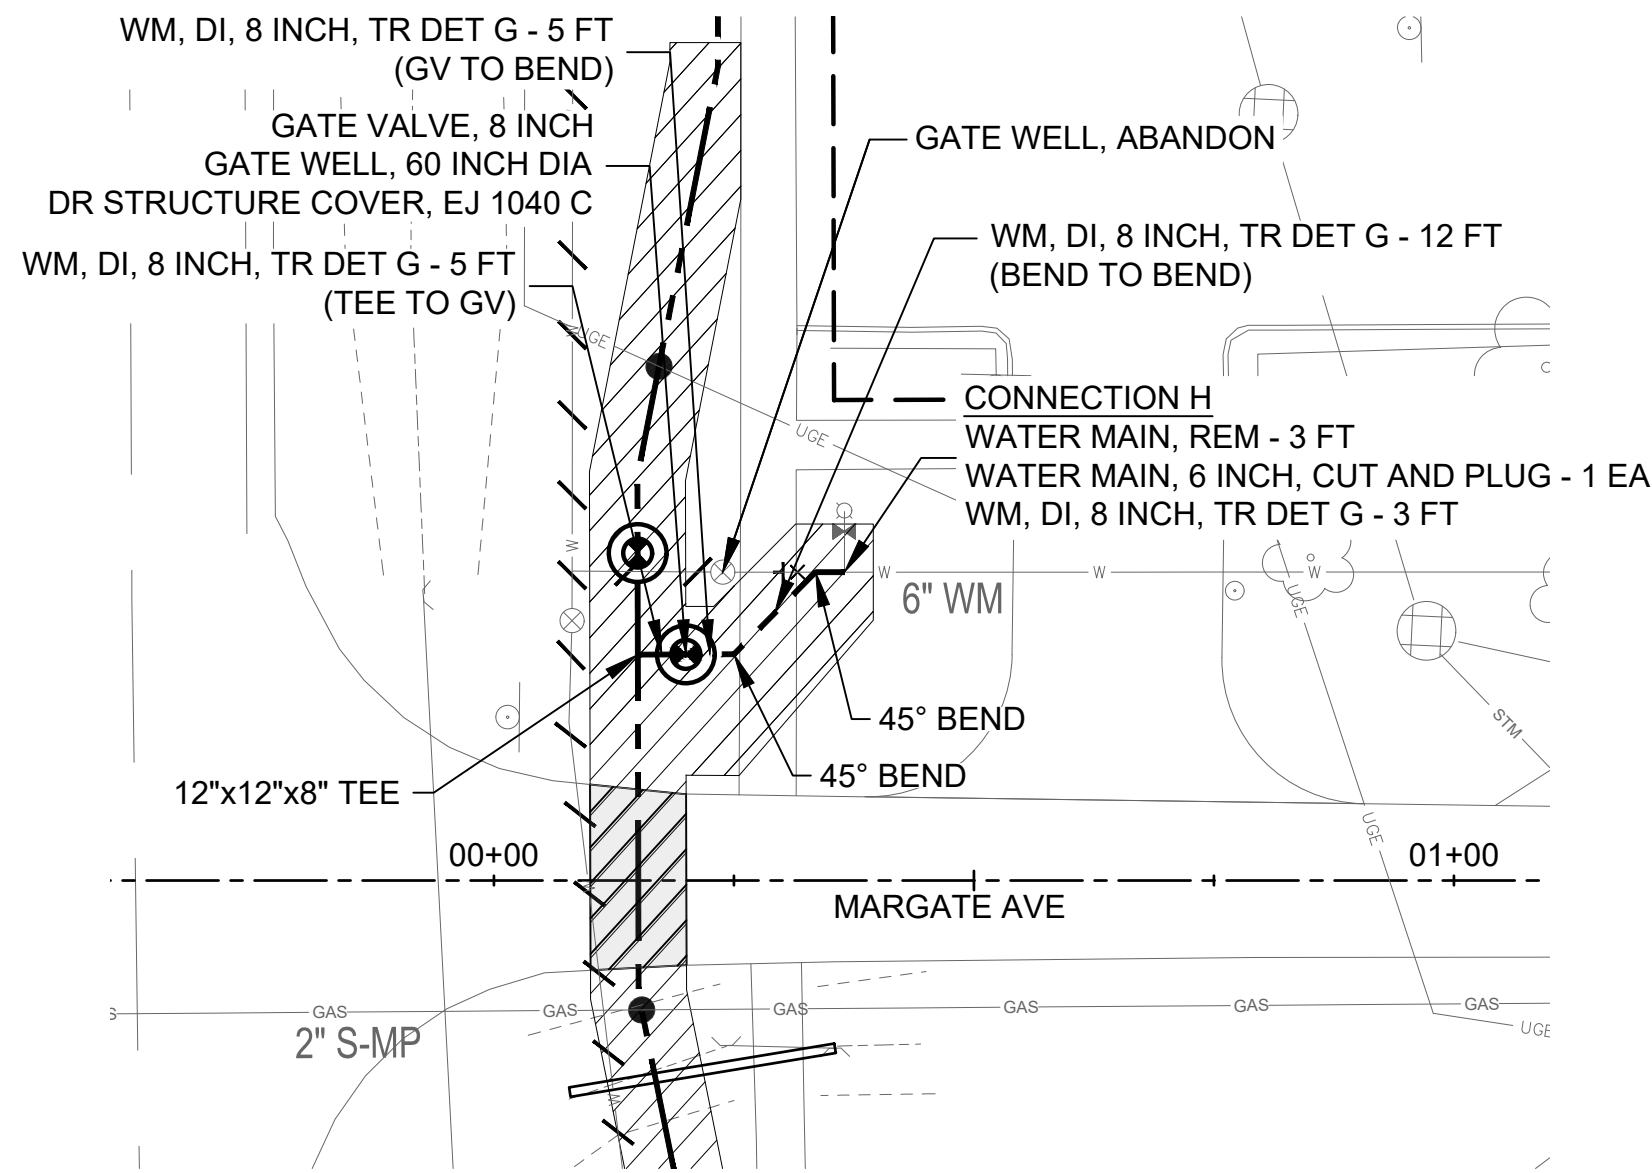 WM, DI, 8 INCH, TR DET G - 5 FT
(GV TO BEND)
GATE VALVE, 8 INCH
GATE WELL, 60 INCH DIA
DR STRUCTURE COVER, EJ 1040 C
WM, DI, 8 INCH, TR DET G - 5 FT
(TEE TO GV)
GATE WELL, ABANDON
WM, DI, 8 INCH, TR DET G - 12 FT
(BEND TO BEND)
UGE
UGE
CONNECTION H
WATER MAIN, REM - 3 FT
WATER MAIN, 6 INCH, CUT AND PLUG - 1 EA
WM, DI, 8 INCH, TR DET G - 3 FT
W
W
W
W
W
6" WM
UGE
45° BEND
STM
45° BEND
12"x12"x8" TEE
UGE
00+00
01+00
W
MARGATE AVE
GAS
GAS
GAS
GAS
GAS
GAS
S
2" S-MP
UGE
W